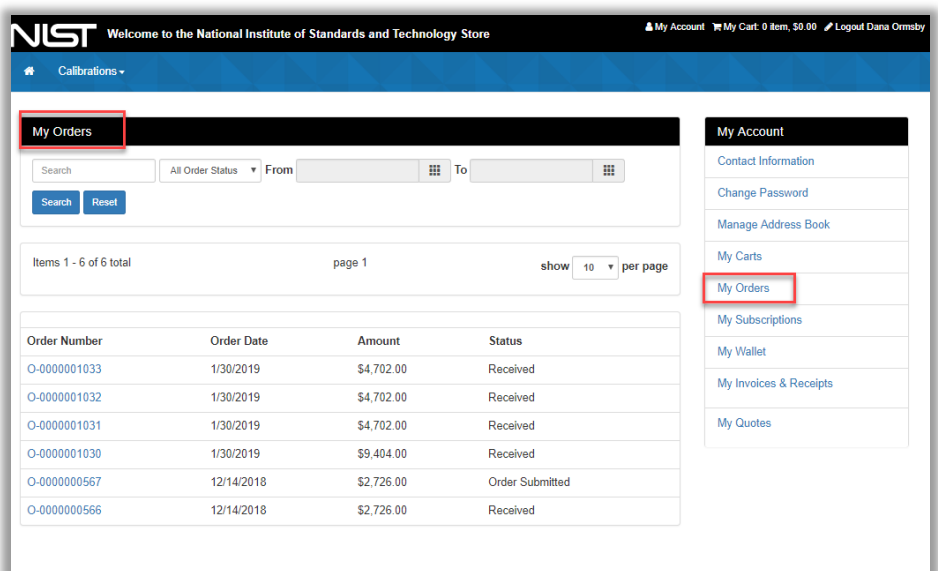 NIST Welcome to the National Institute of Standards and Technology Store
My Account My Cart: 0 item, $0.00 Logout Dana Ormsby
Calibrations
My Orders
Search All Order Status From To
Search Reset
Items 1 - 6 of 6 total page 1 show 10 per page
Order Number Order Date Amount Status
O-0000001033 1/30/2019 $4,702.00 Received
O-0000001032 1/30/2019 $4,702.00 Received
O-0000001031 1/30/2019 $4,702.00 Received
O-0000001030 1/30/2019 $9,404.00 Received
O-0000000567 12/14/2018 $2,726.00 Order Submitted
O-0000000566 12/14/2018 $2,726.00 Received
My Account
Contact Information
Change Password
Manage Address Book
My Carts
My Orders
My Subscriptions
My Wallet
My Invoices & Receipts
My Quotes